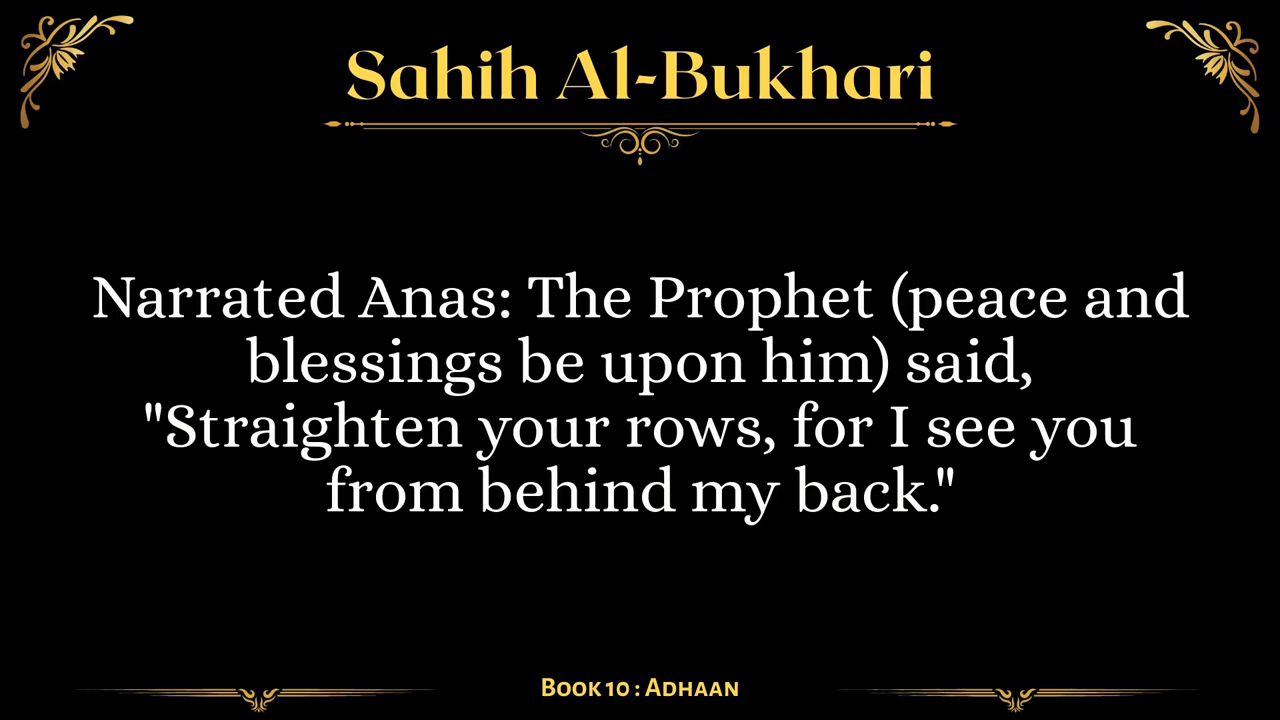 Sahih Al-Bukhari
Narrated Anas: The Prophet (peace and
blessings be upon him) said,
"Straighten your rows, for I see you
from behind my back."
Book 10 : Adhaan